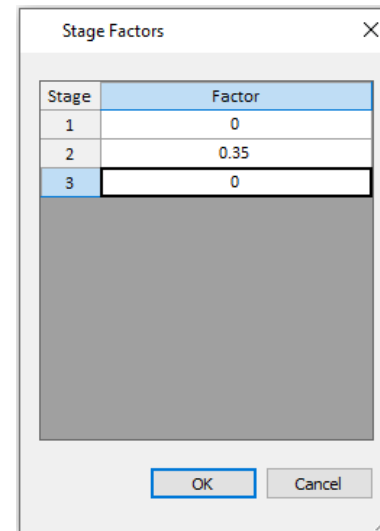 Stage Factors
Stage Factor
1 0
2 0.35
3 0
OK Cancel